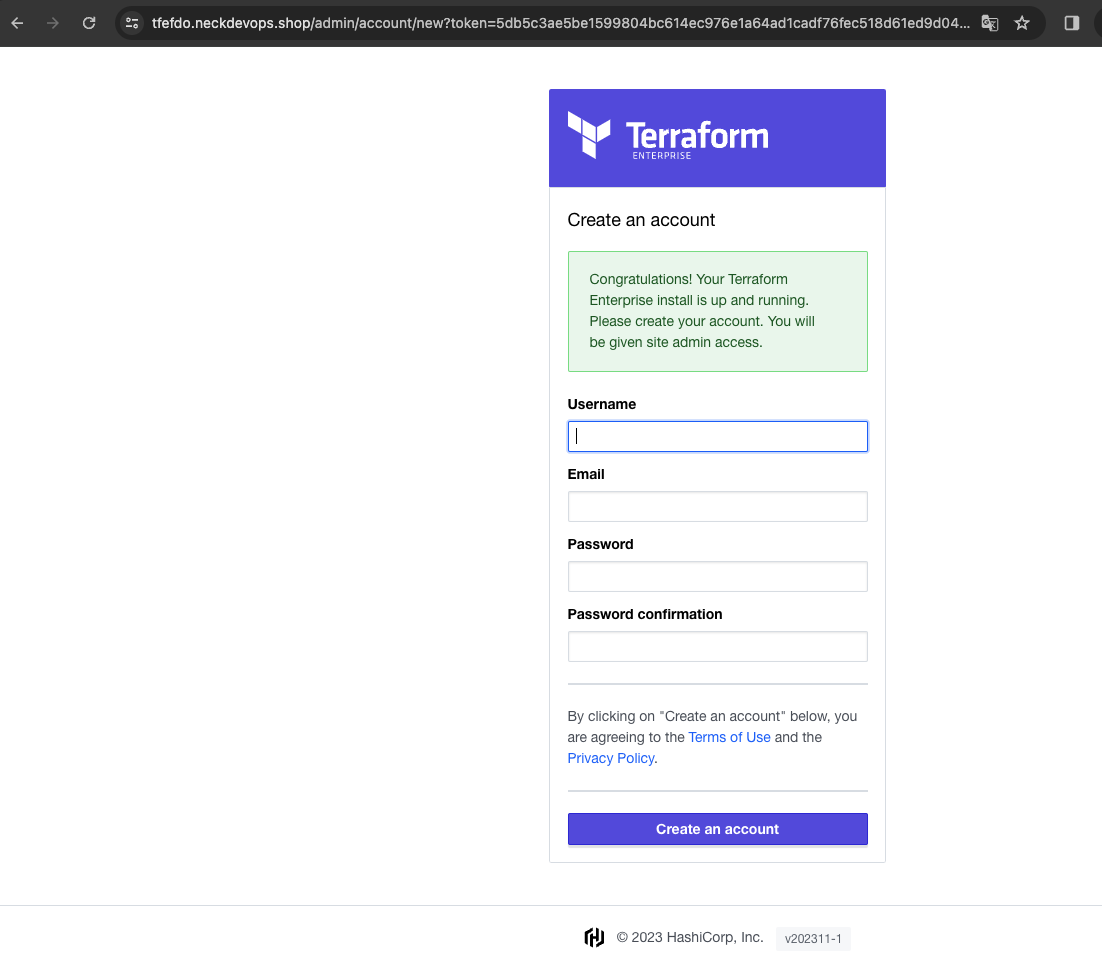 tfefdo.neckdevops.shop/admin/account/new?token=5db5c3ae5be1599804bc614ec976e1a64ad1cadf76fec518d61ed9d04...
Terraform
ENTERPRISE
Create an account
Congratulations! Your Terraform
Enterprise install is up and running.
Please create your account. You will
be given site admin access.
Username
Email
Password
Password confirmation
By clicking on "Create an account" below, you
are agreeing to the Terms of Use and the
Privacy Policy.
Create an account
© 2023 HashiCorp, Inc. v202311-1